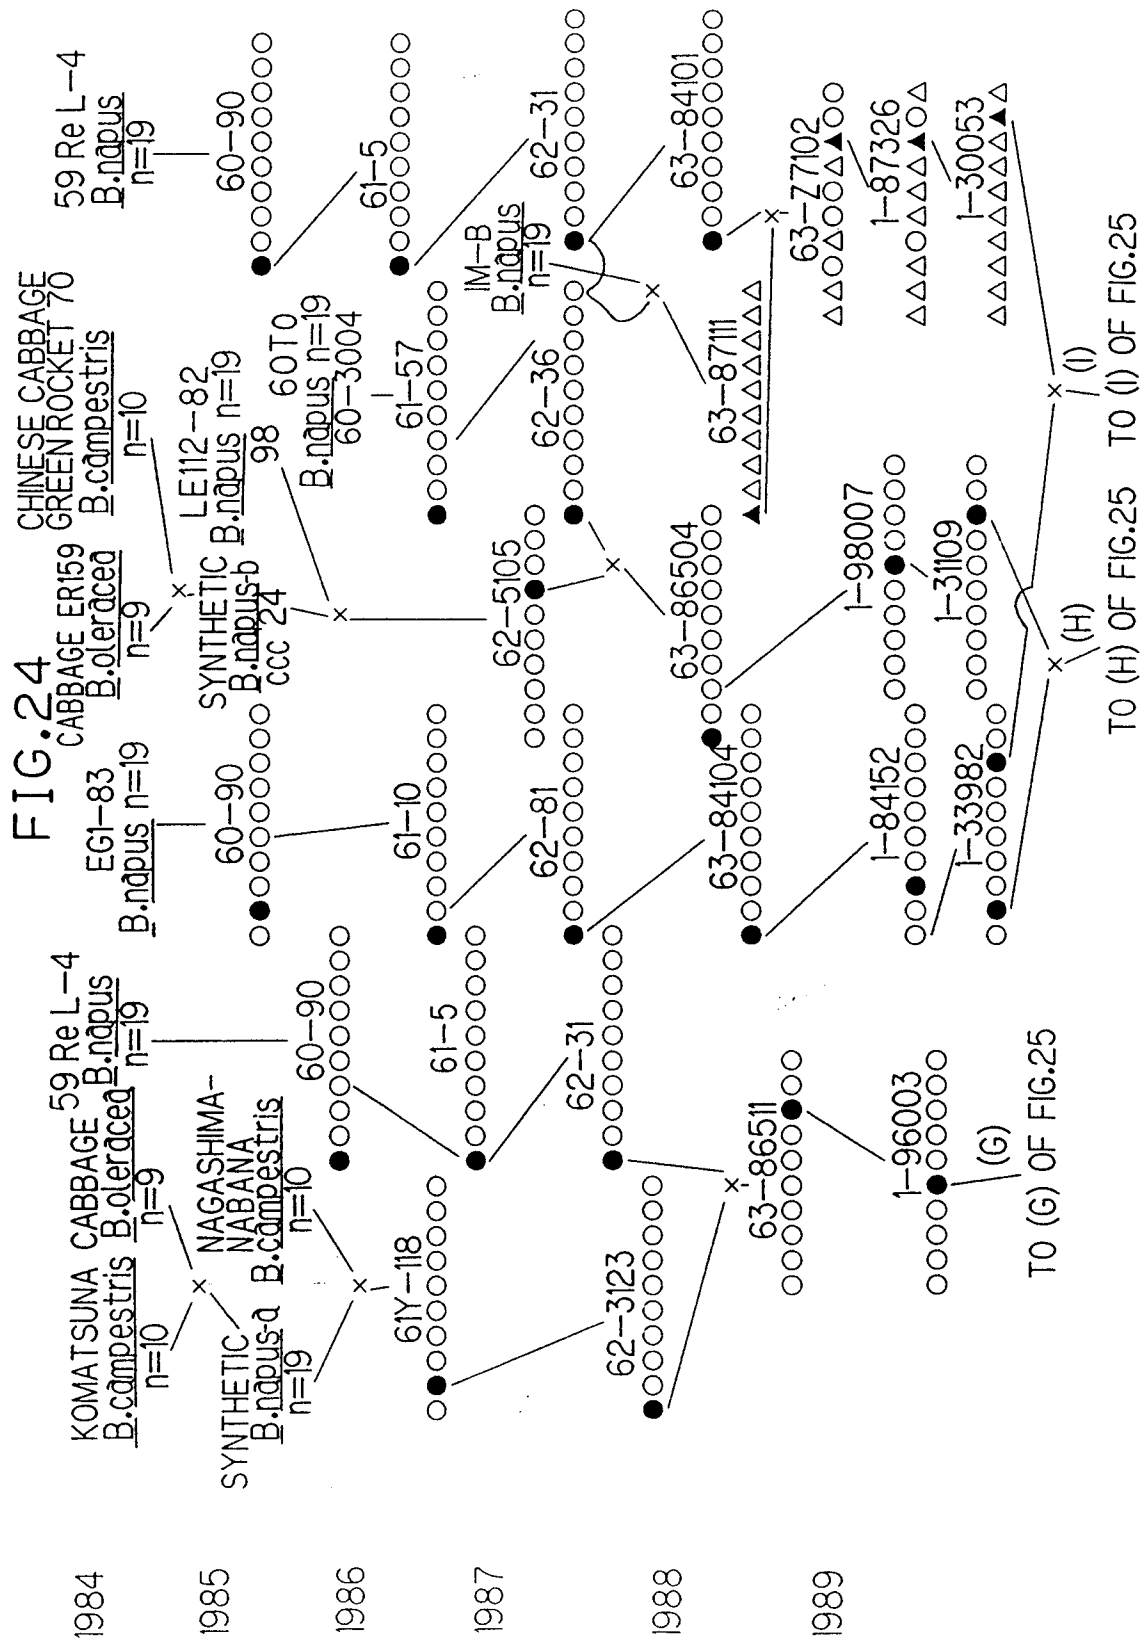 FIG.24
KOMATSUNA
B.campestris
n=10
CABBAGE
B.oleracea
n=9
59 Re L-4
B.napus
n=19
EG1-83
B.napus n=19
CABBAGE ER159
B.oleracea
n=9
CHINESE CABBAGE
GREEN ROCKET 70
B.campestris
n=10
59 Re L-4
B.napus
n=19
SYNTHETIC
B.napus-a
n=19
NAGASHIMA-
NABANA
B.campestris
n=10
60-90
SYNTHETIC
B.napus-b
CCC 24
LE112-82
B.napus n=19
98
60-90
60-90
60T0
B.napus n=19
60-3004
61Y-118
61-10
61-57
61-5
61-5
62-5105
IM-B
B.napus
n=19
62-31
62-81
62-36
62-31
62-3123
63-86504
63-84101
63-86511
63-84104
63-87111
63-Z7102
1-96003
1-84152
1-98007
1-87326
1-33982
1-31109
1-30053
(G)
(H)
(I)
TO (G) OF FIG.25
TO (H) OF FIG.25
TO (I) OF FIG.25
1984
1985
1986
1987
1988
1989